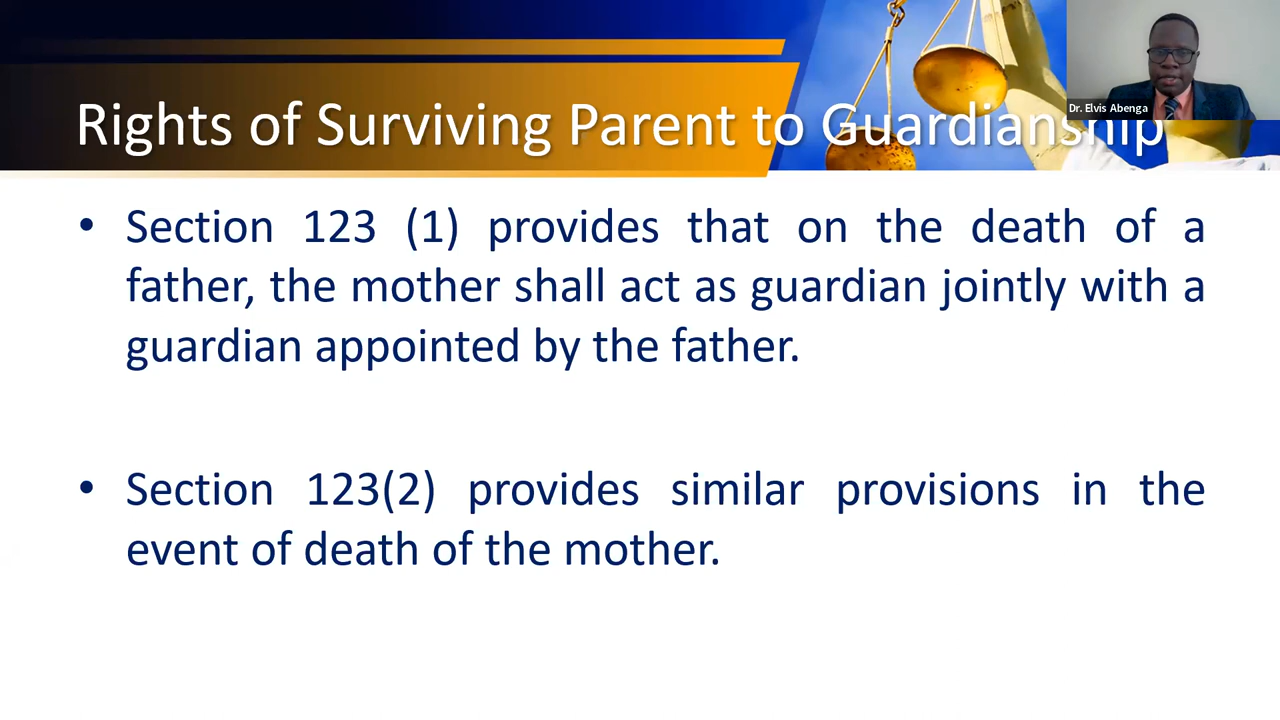 Dr. Elvis Abenga
Rights of Surviving Parent to Guardianship
• Section 123 (1) provides that on the death of a
father, the mother shall act as guardian jointly with a
guardian appointed by the father.
• Section 123(2) provides similar provisions in the
event of death of the mother.